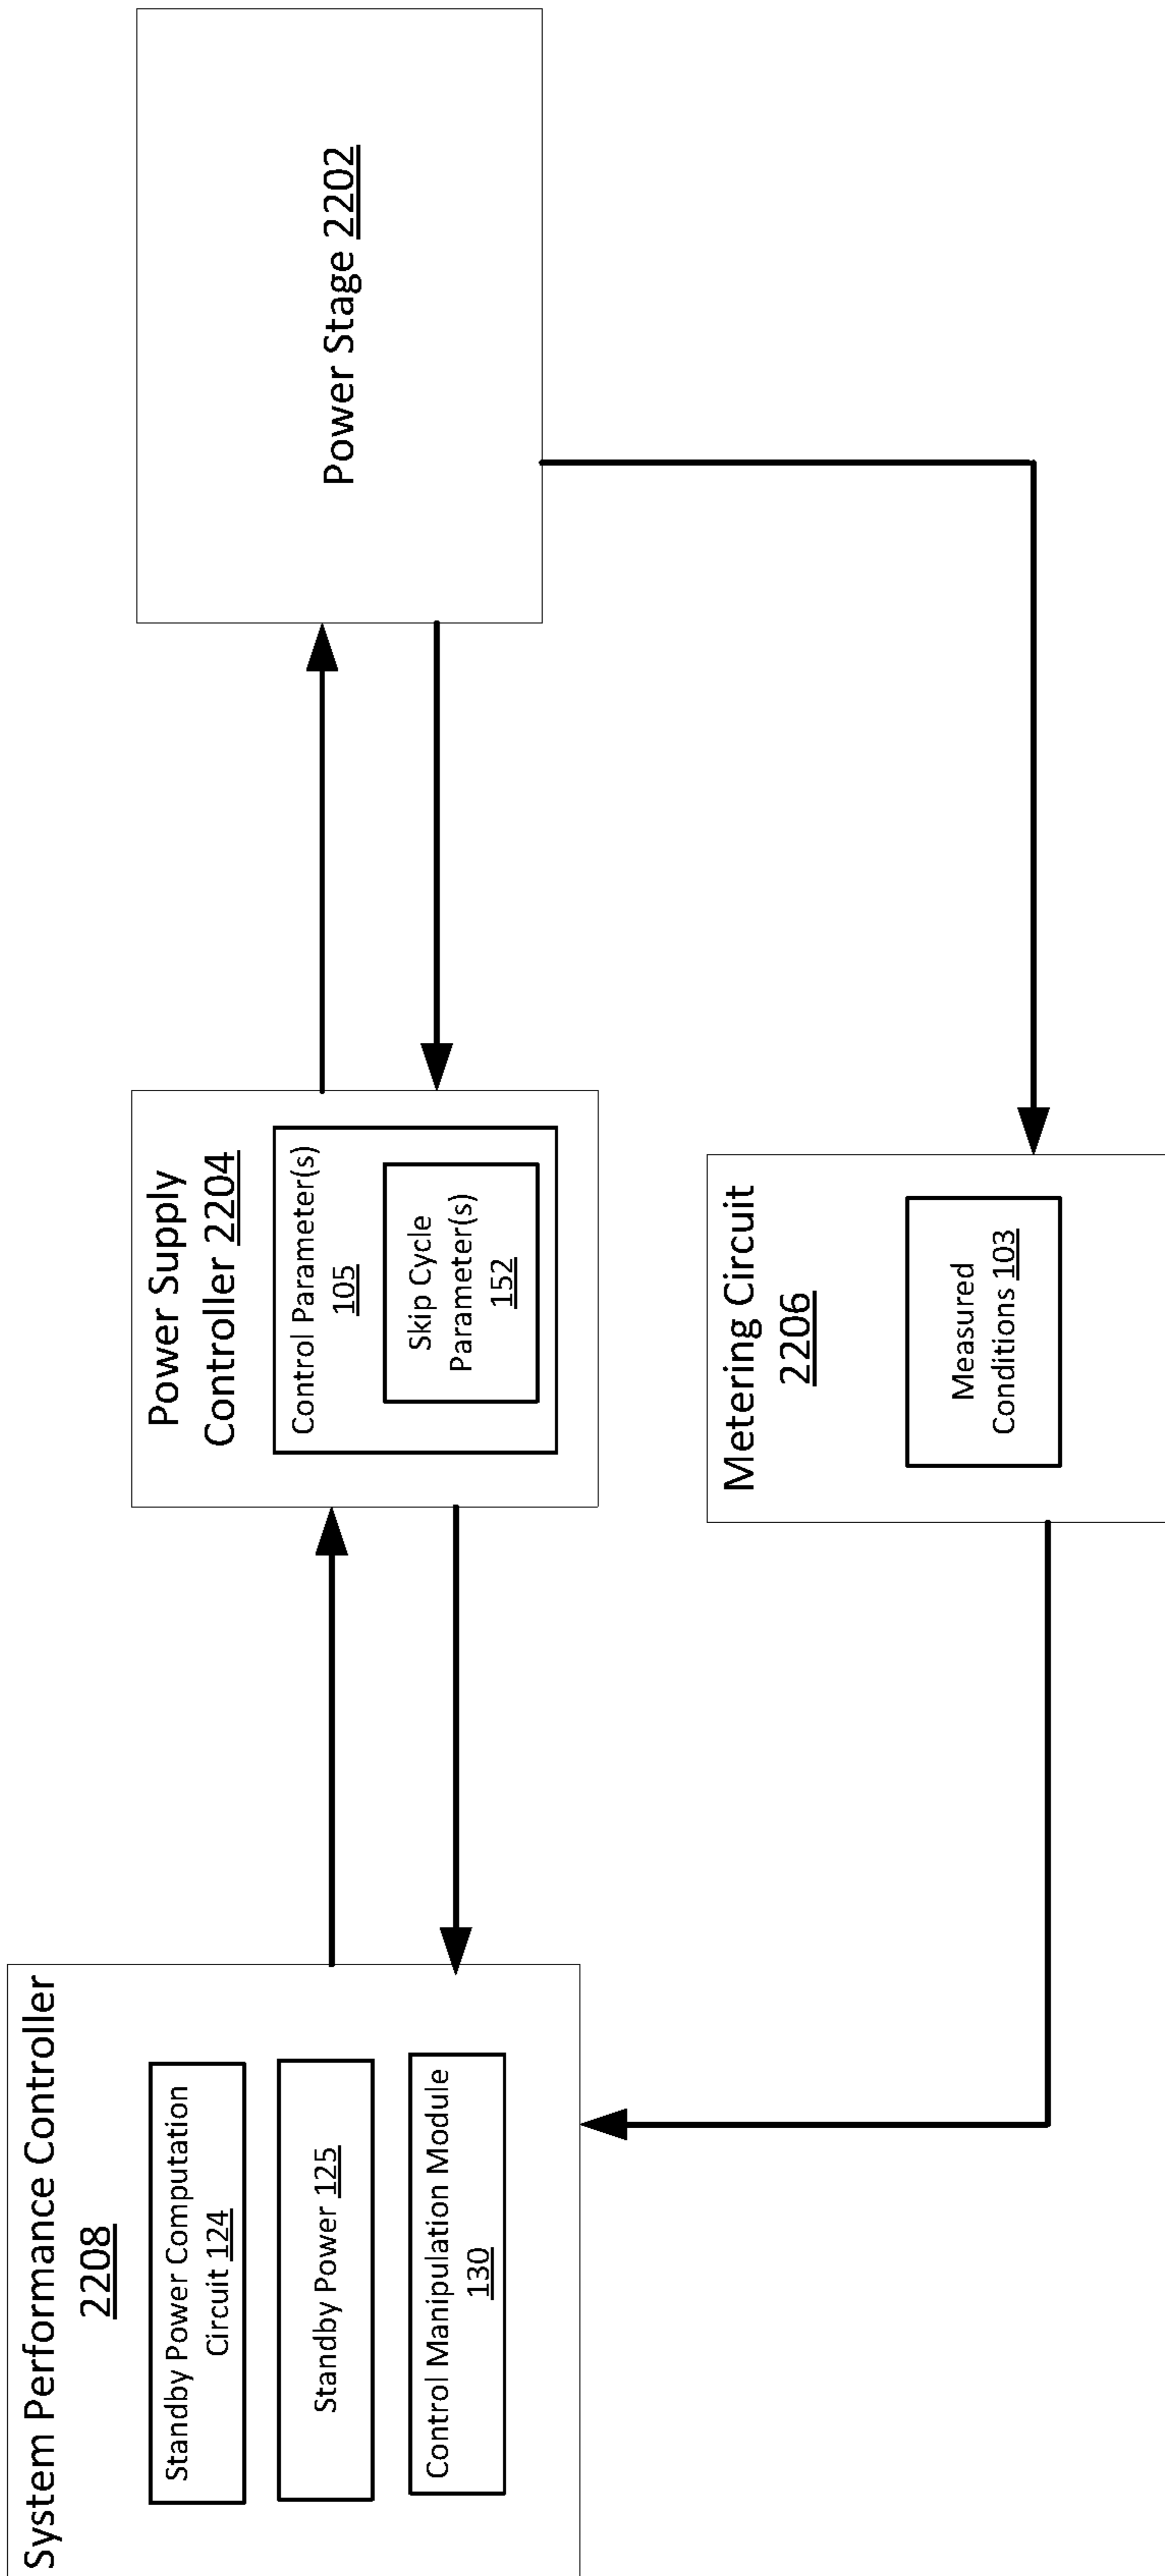 System Performance Controller
2208
Standby Power Computation
Circuit 124
Standby Power 125
Control Manipulation Module
130
Power Supply
Controller 2204
Control Parameter(s)
105
Skip Cycle
Parameter(s)
152
Power Stage 2202
Metering Circuit
2206
Measured
Conditions 103